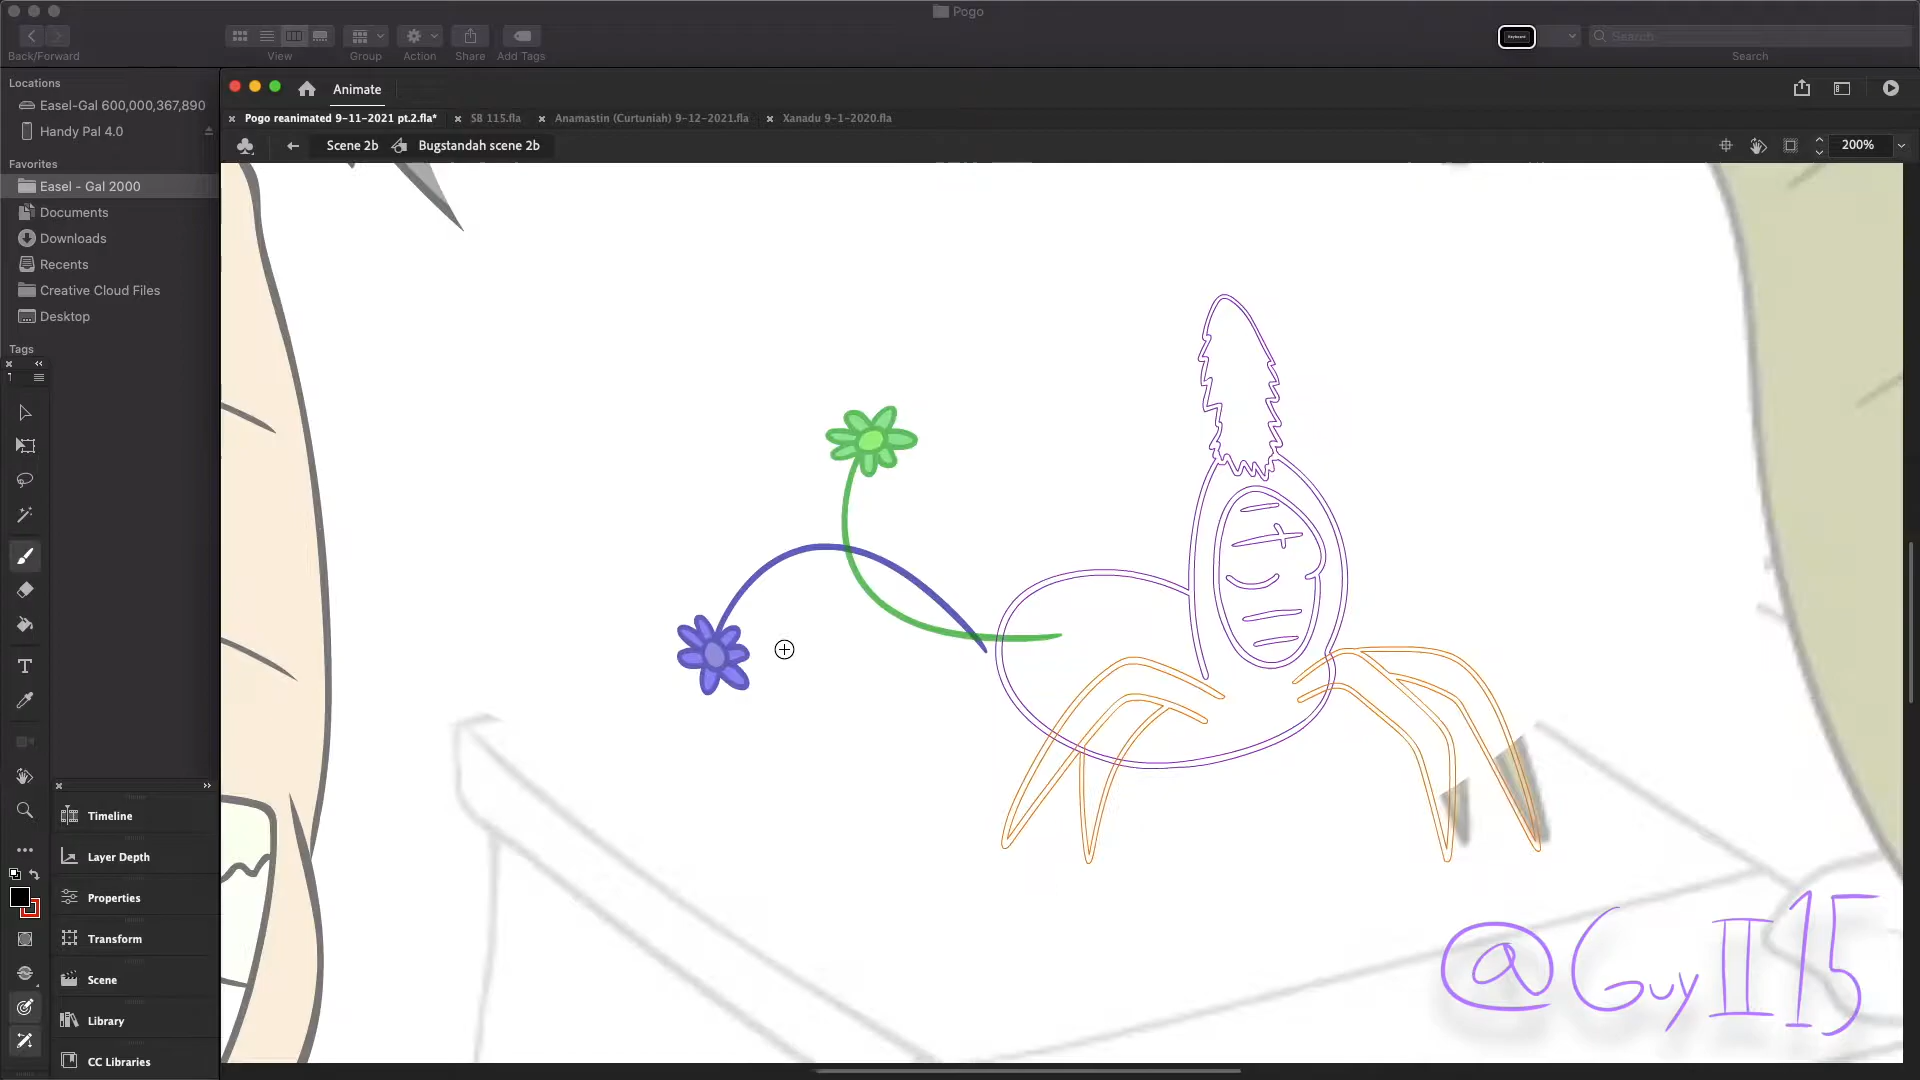 Pogo
Back/Forward
View
Group
Action
Share
Add Tags
Keyboard
Search
Search
Locations
Easel-Gal 600,000,367,890
Handy Pal 4.0
Favorites
Easel - Gal 2000
Documents
Downloads
Recents
Creative Cloud Files
Desktop
Tags
Animate
Pogo reanimated 9-11-2021 pt.2.fla*
SB 115.fla
Anamastin (Curtuniah) 9-12-2021.fla
Xanadu 9-1-2020.fla
Scene 2b
Bugstandah scene 2b
200%
Timeline
Layer Depth
Properties
Transform
Scene
Library
CC Libraries
@GuyII15